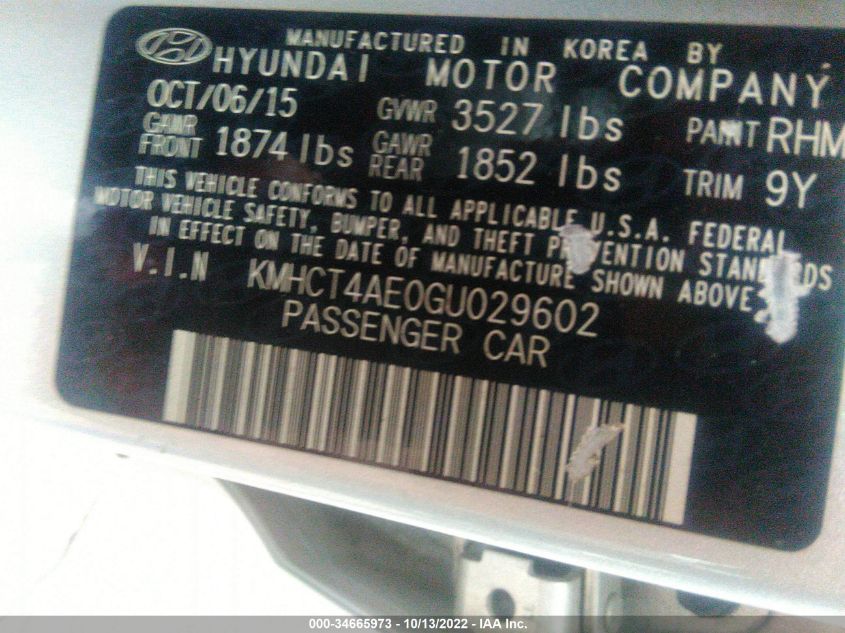 MANUFACTURED IN KOREA BY
HYUNDAI MOTOR COMPANY
OCT/06/15 GVWR 3527 lbs PAINT RHM
GAWR FRONT 1874 lbs GAWR REAR 1852 lbs TRIM 9Y
THIS VEHICLE CONFORMS TO ALL APPLICABLE U.S.A. FEDERAL
MOTOR VEHICLE SAFETY, BUMPER, AND THEFT PREVENTION STANDARDS
IN EFFECT ON THE DATE OF MANUFACTURE SHOWN ABOVE.
V.I.N KMHCT4AE0GU029602
PASSENGER CAR
000-34665973 - 10/13/2022 - IAA Inc.